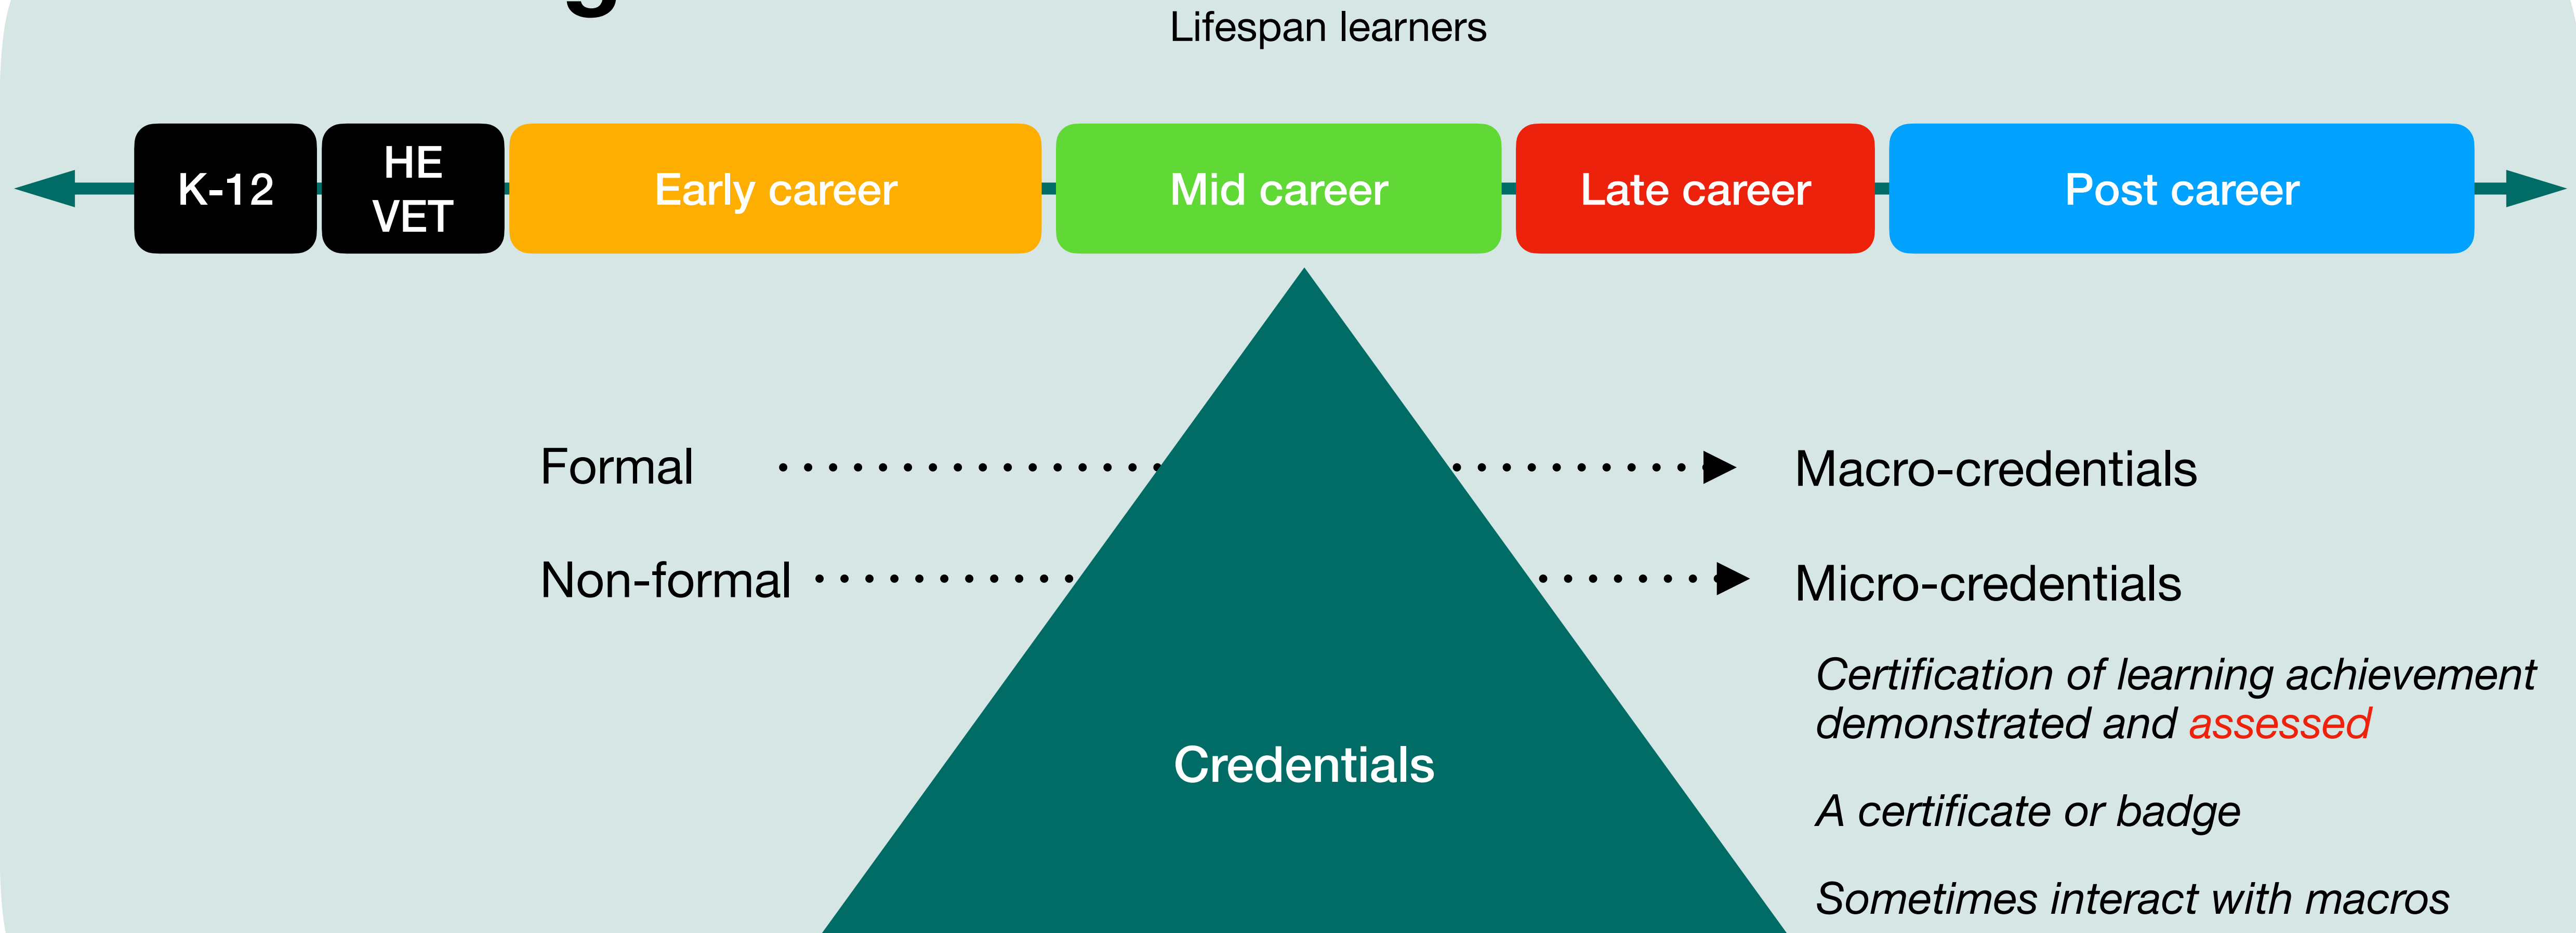 Lifespan learners
K-12
HE
VET
Early career
Mid career
Late career
Post career
Formal
Macro-credentials
Non-formal
Micro-credentials
Certification of learning achievement
demonstrated and assessed
Credentials
A certificate or badge
Sometimes interact with macros